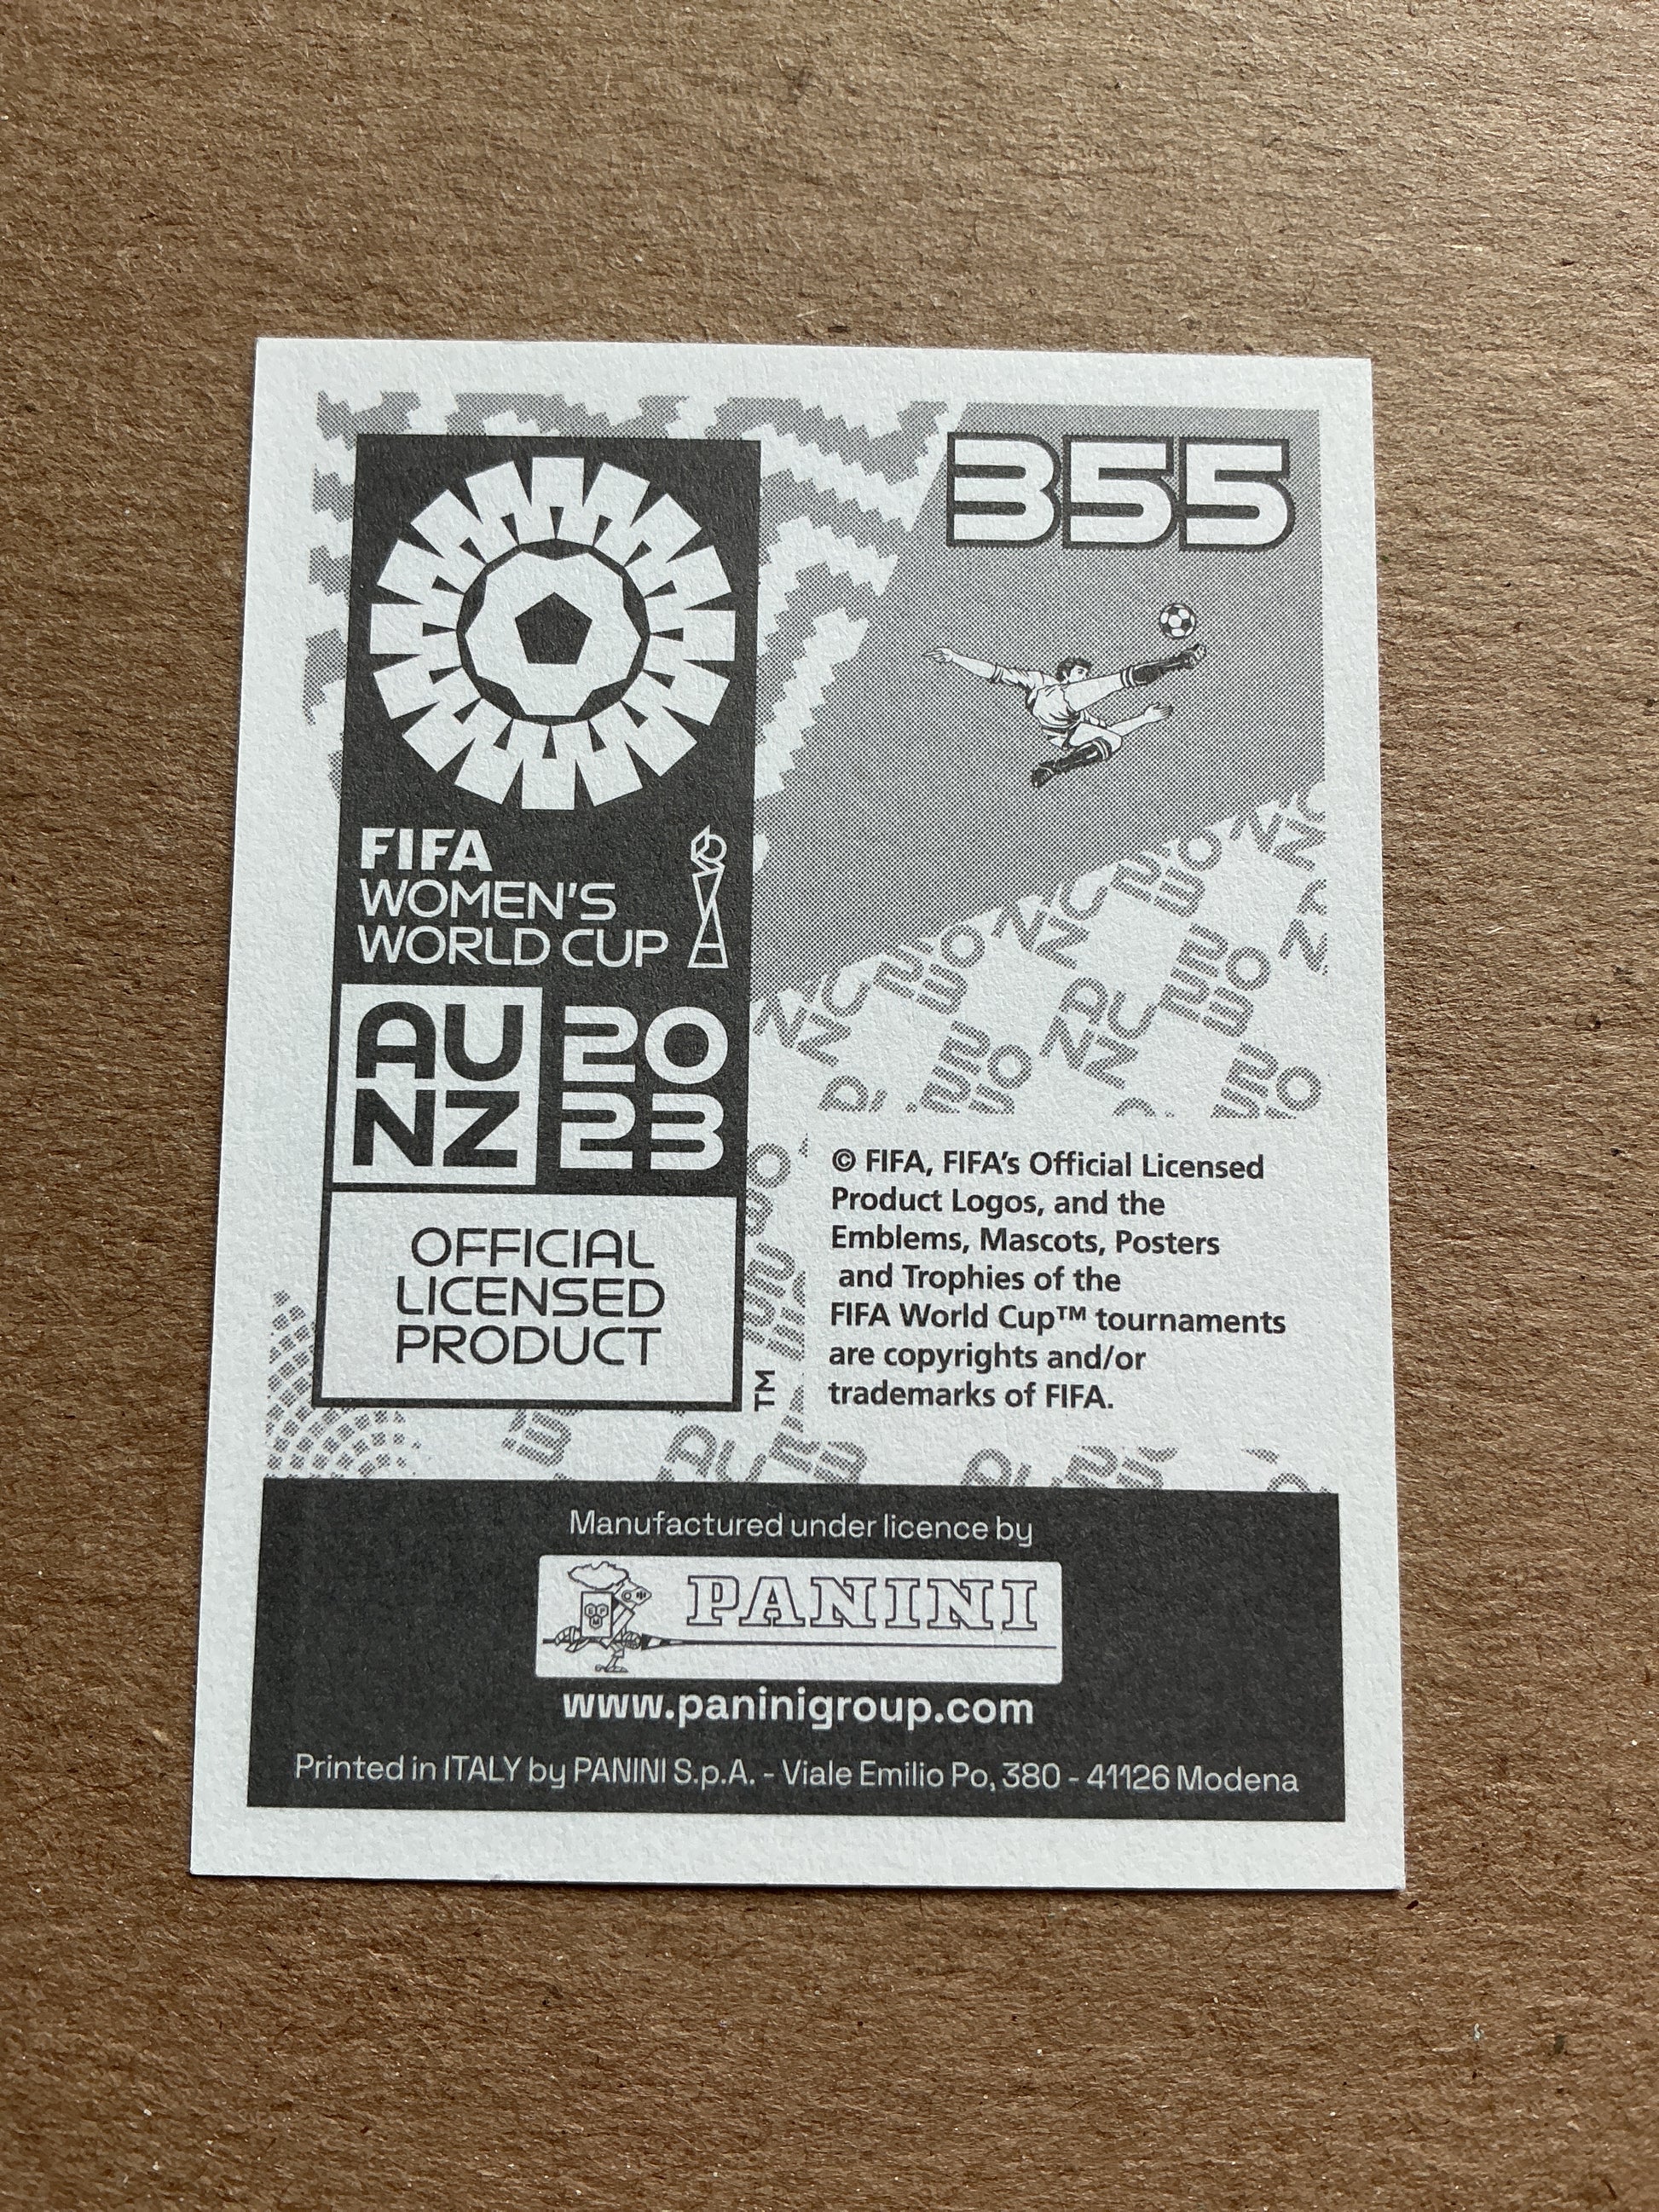 355
FIFA
WOMEN'S
WORLD CUP
AU
NZ
20
23
OFFICIAL
LICENSED
PRODUCT
TM
© FIFA, FIFA's Official Licensed
Product Logos, and the
Emblems, Mascots, Posters
and Trophies of the
FIFA World Cup™ tournaments
are copyrights and/or
trademarks of FIFA.
Manufactured under licence by
PANINI
www.paninigroup.com
Printed in ITALY by PANINI S.p.A. - Viale Emilio Po, 380 - 41126 Modena